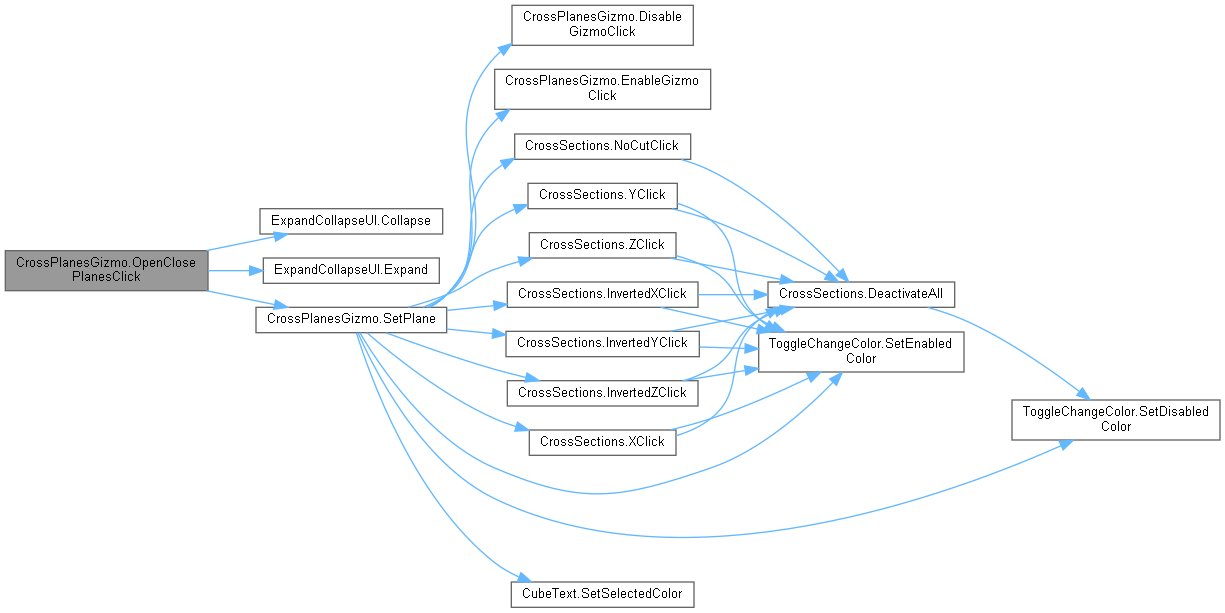 CrossPlanesGizmo.Disable
GizmoClick
CrossPlanesGizmo.EnableGizmo
Click
CrossSections.NoCutClick
CrossSections.YClick
ExpandCollapseUI.Collapse
CrossSections.ZClick
CrossPlanesGizmo.OpenClose
PlanesClick
ExpandCollapseUI.Expand
CrossSections.InvertedXClick
CrossSections.DeactivateAll
CrossPlanesGizmo.SetPlane
CrossSections.InvertedYClick
ToggleChangeColor.SetEnabled
Color
CrossSections.InvertedZClick
ToggleChangeColor.SetDisabled
Color
CrossSections.XClick
CubeText.SetSelectedColor